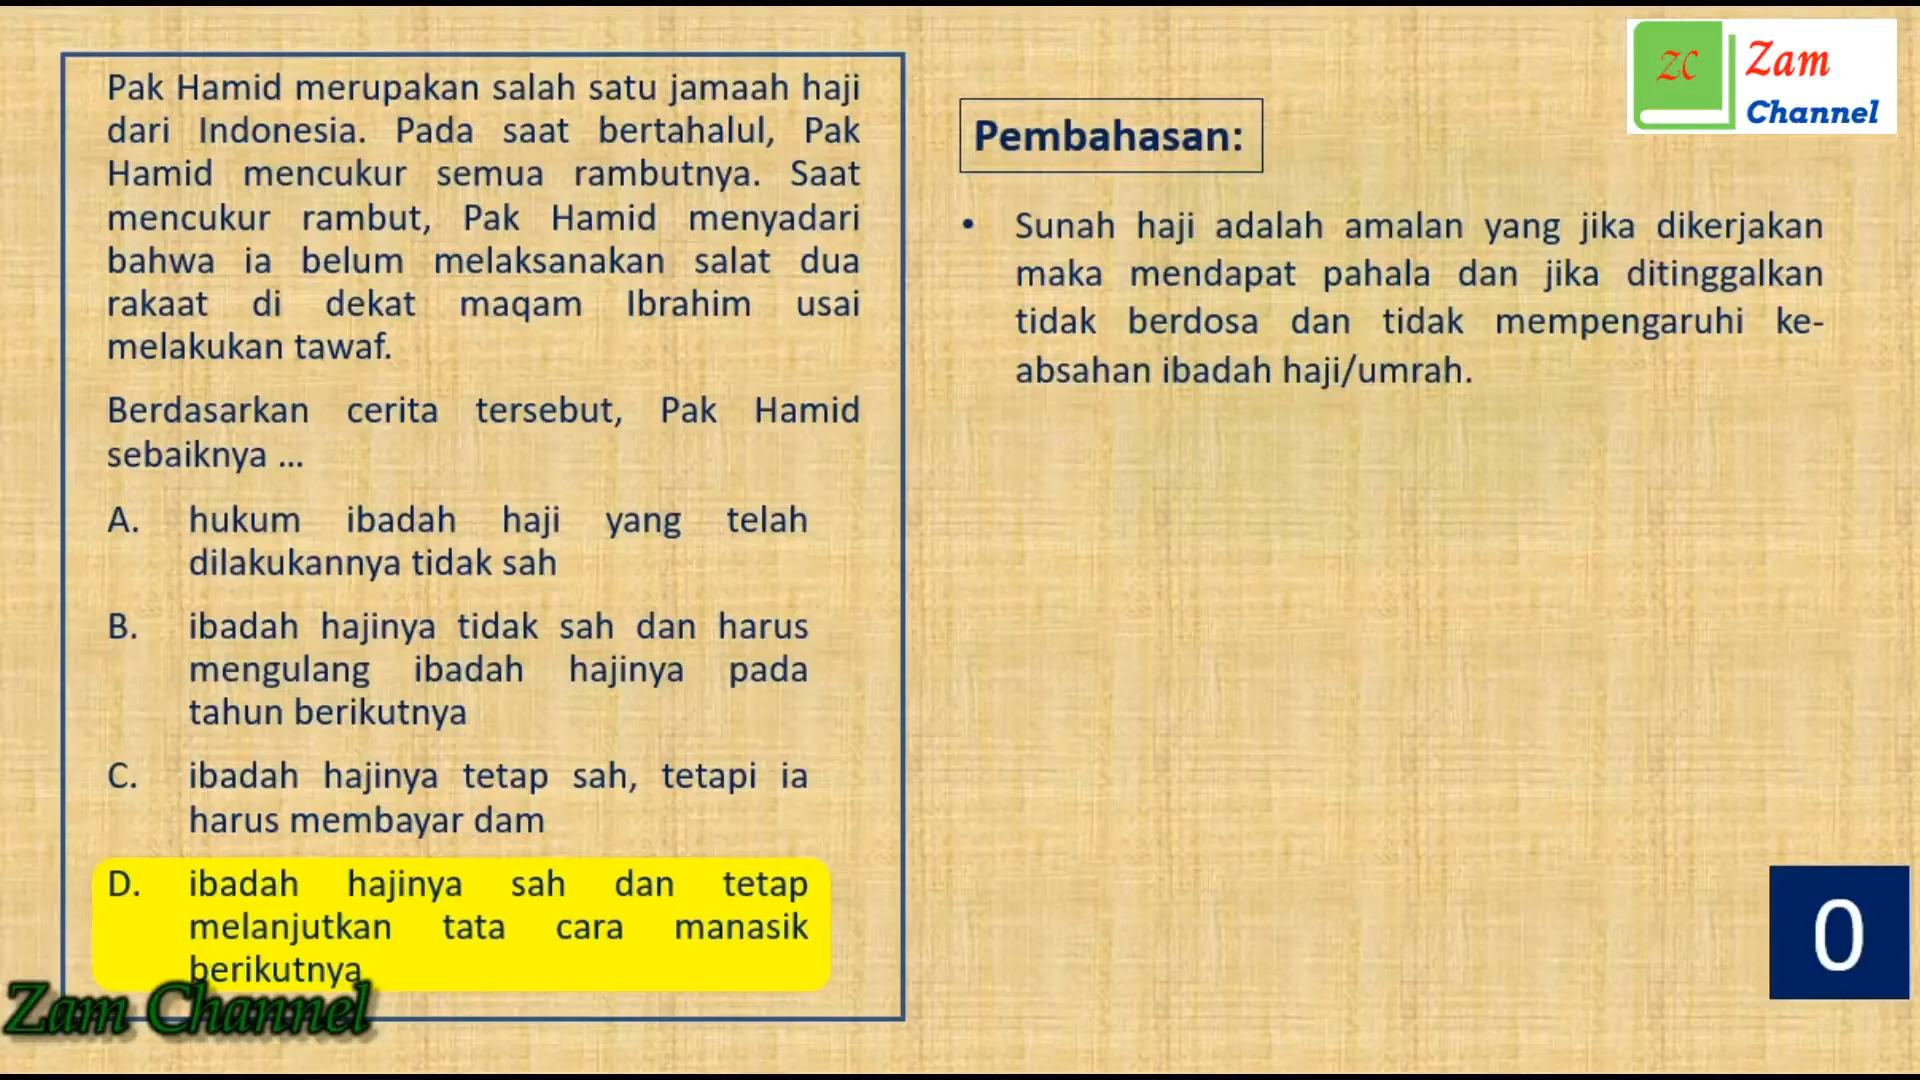 Pak Hamid merupakan salah satu jamaah haji
dari Indonesia. Pada saat bertahalul, Pak
Hamid mencukur semua rambutnya. Saat
mencukur rambut, Pak Hamid menyadari
bahwa ia belum melaksanakan salat dua
rakaat di dekat maqam Ibrahim usai
melakukan tawaf.
Berdasarkan cerita tersebut, Pak Hamid
sebaiknya ...
A. hukum ibadah haji yang telah
dilakukannya tidak sah
B. ibadah hajinya tidak sah dan harus
mengulang ibadah hajinya pada
tahun berikutnya
C. ibadah hajinya tetap sah, tetapi ia
harus membayar dam
D. ibadah hajinya sah dan tetap
melanjutkan tata cara manasik
berikutnya
Zam Channel
Pembahasan:
• Sunah haji adalah amalan yang jika dikerjakan
maka mendapat pahala dan jika ditinggalkan
tidak berdosa dan tidak mempengaruhi ke-
absahan ibadah haji/umrah.
ZC
Zam
Channel
0